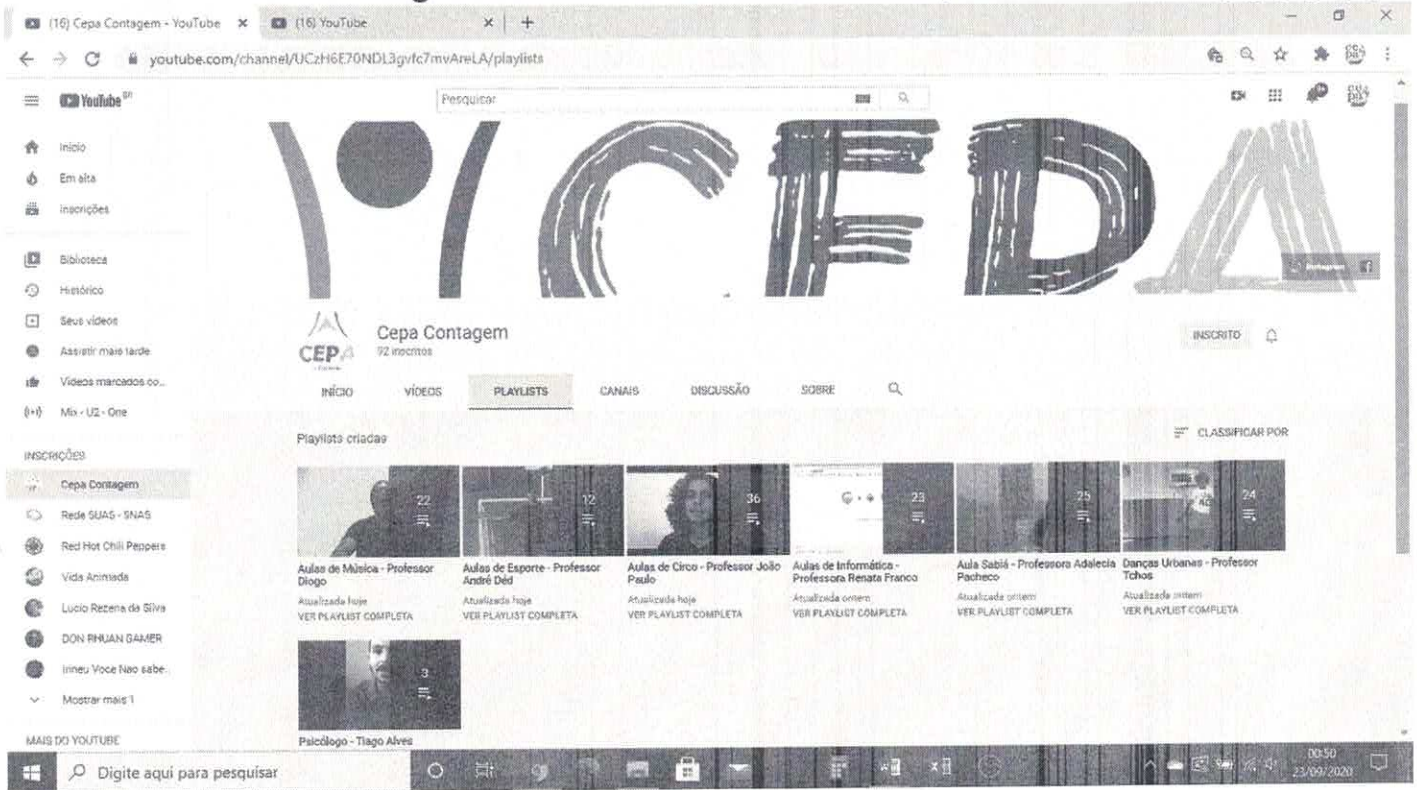 (16) Cepa Contagem - YouTube
(16) YouTube
youtube.com/channel/UCzH6E70NDL3gvfc7mvAreLA/playlists
YouTube BR
Pesquisar
Início
Em alta
Inscrições
Biblioteca
Histórico
Seus vídeos
Assistir mais tarde
Vídeos marcados co...
Mix - U2 - One
INSCRIÇÕES
Cepa Contagem
Rede SUAS - SNAS
Red Hot Chili Peppers
Vida Animada
Lucio Rezena da Silva
DON RHUAN GAMER
Irineu Voce Nao sabe...
Mostrar mais 1
MAIS DO YOUTUBE
CEPA
Instagram
CEPA
Cepa Contagem
92 inscritos
INSCRITO
INÍCIO
VÍDEOS
PLAYLISTS
CANAIS
DISCUSSÃO
SOBRE
Playlists criadas
CLASSIFICAR POR
22
Aulas de Música - Professor
Diogo
Atualizada hoje
VER PLAYLIST COMPLETA
12
Aulas de Esporte - Professor
André Déd
Atualizada hoje
VER PLAYLIST COMPLETA
36
Aulas de Circo - Professor João
Paulo
Atualizada hoje
VER PLAYLIST COMPLETA
23
Aulas de Informática -
Professora Renata Franco
Atualizada ontem
VER PLAYLIST COMPLETA
25
Aula Sabiá - Professora Adalecia
Pacheco
Atualizada ontem
VER PLAYLIST COMPLETA
24
Danças Urbanas - Professor
Tchos
Atualizada ontem
VER PLAYLIST COMPLETA
3
Psicólogo - Tiago Alves
Digite aqui para pesquisar
00:50
23/09/2020